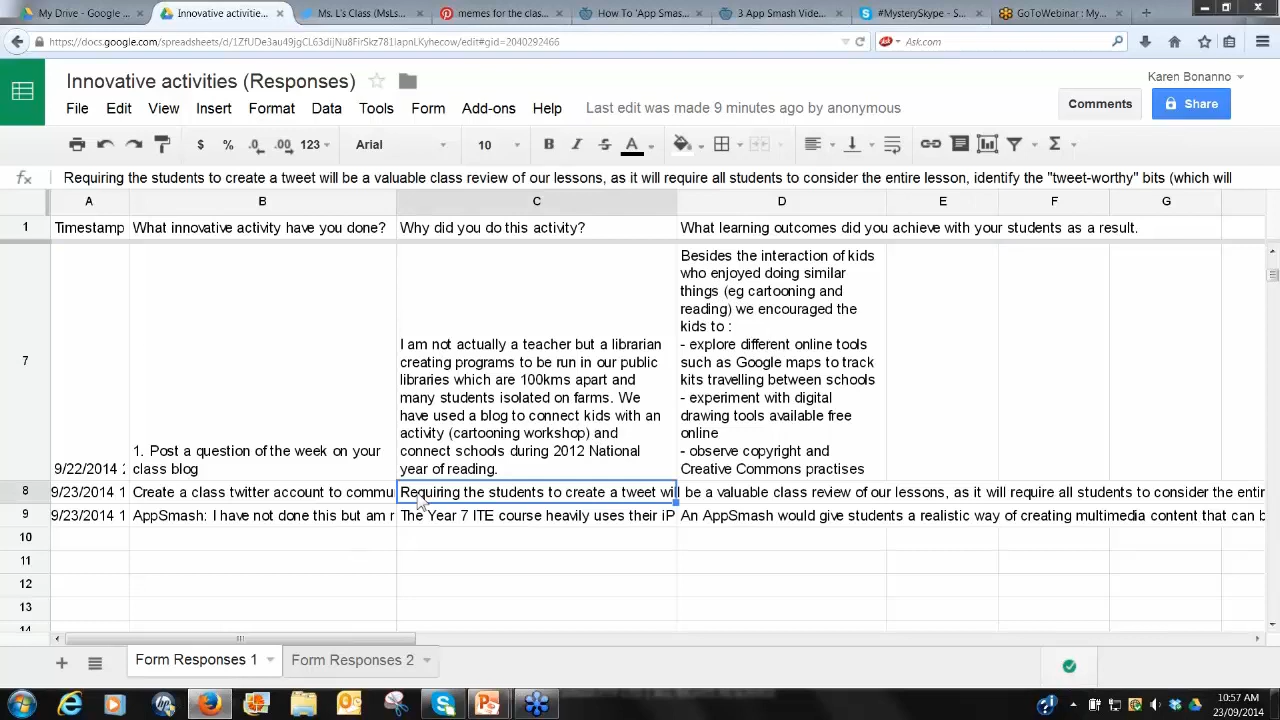 My Drive - Google ...
Innovative activities...
Ms. L's Class (MsLs...
memes for the class...
How To 'App Smas...
3 App Smash Video...
#MysterySkype - S...
GoToWebinar : My...
https://docs.google.com/spreadsheets/d/1ZfUDe3au49jgCL63dijNu8FirSkz781lapnLKyhecow/edit#gid=2040292466
Ask.com
Innovative activities (Responses)
Karen Bonanno
File Edit View Insert Format Data Tools Form Add-ons Help Last edit was made 9 minutes ago by anonymous
Comments Share
$ % .0 .00 123 Arial 10 B I S A Σ
fx Requiring the students to create a tweet will be a valuable class review of our lessons, as it will require all students to consider the entire lesson, identify the "tweet-worthy" bits (which will
A B C D E F G
1 Timestamp What innovative activity have you done? Why did you do this activity? What learning outcomes did you achieve with your students as a result.
Besides the interaction of kids
who enjoyed doing similar
things (eg cartooning and
reading) we encouraged the
kids to :
I am not actually a teacher but a librarian - explore different online tools
7 creating programs to be run in our public such as Google maps to track
libraries which are 100kms apart and kits travelling between schools
many students isolated on farms. We - experiment with digital
have used a blog to connect kids with an drawing tools available free
activity (cartooning workshop) and online
1. Post a question of the week on your connect schools during 2012 National - observe copyright and
9/22/2014 class blog year of reading. Creative Commons practises
8 9/23/2014 1 Create a class twitter account to commu Requiring the students to create a tweet will be a valuable class review of our lessons, as it will require all students to consider the entir
9 9/23/2014 1 AppSmash: I have not done this but am r The Year 7 ITE course heavily uses their iP An AppSmash would give students a realistic way of creating multimedia content that can b
10
11
12
13
14
Form Responses 1 Form Responses 2
10:57 AM
23/09/2014